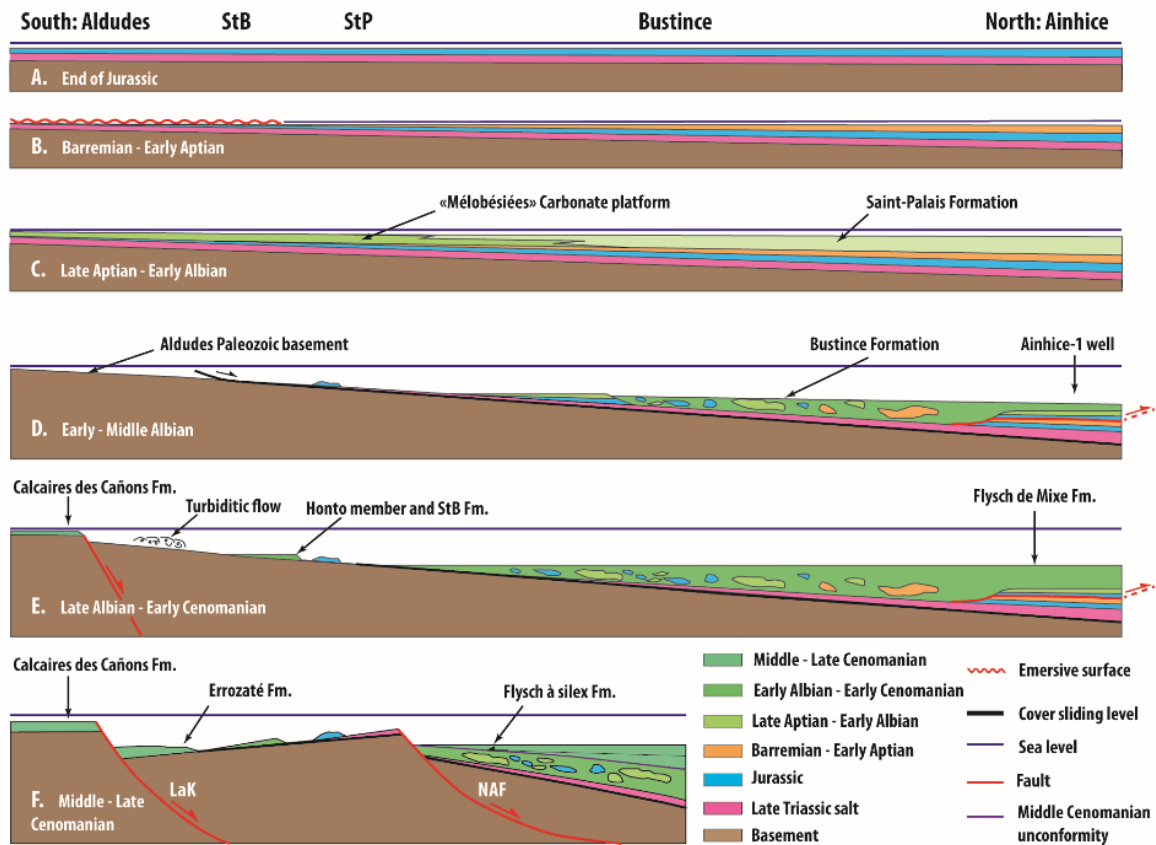 South: Aldudes StB StP Bustince North: Ainhice
A. End of Jurassic
B. Barremian - Early Aptian
«Mélobésiées» Carbonate platform
Saint-Palais Formation
C. Late Aptian - Early Albian
Aldudes Paleozoic basement
Bustince Formation
Ainhice-1 well
D. Early - Midlle Albian
Calcaires des Cañons Fm.
Turbiditic flow
Honto member and StB Fm.
Flysch de Mixe Fm.
E. Late Albian - Early Cenomanian
Calcaires des Cañons Fm.
Errozaté Fm.
Flysch à silex Fm.
LaK
NAF
F. Middle - Late
Cenomanian
Middle - Late Cenomanian
Early Albian - Early Cenomanian
Late Aptian - Early Albian
Barremian - Early Aptian
Jurassic
Late Triassic salt
Basement
Emersive surface
Cover sliding level
Sea level
Fault
Middle Cenomanian
unconformity